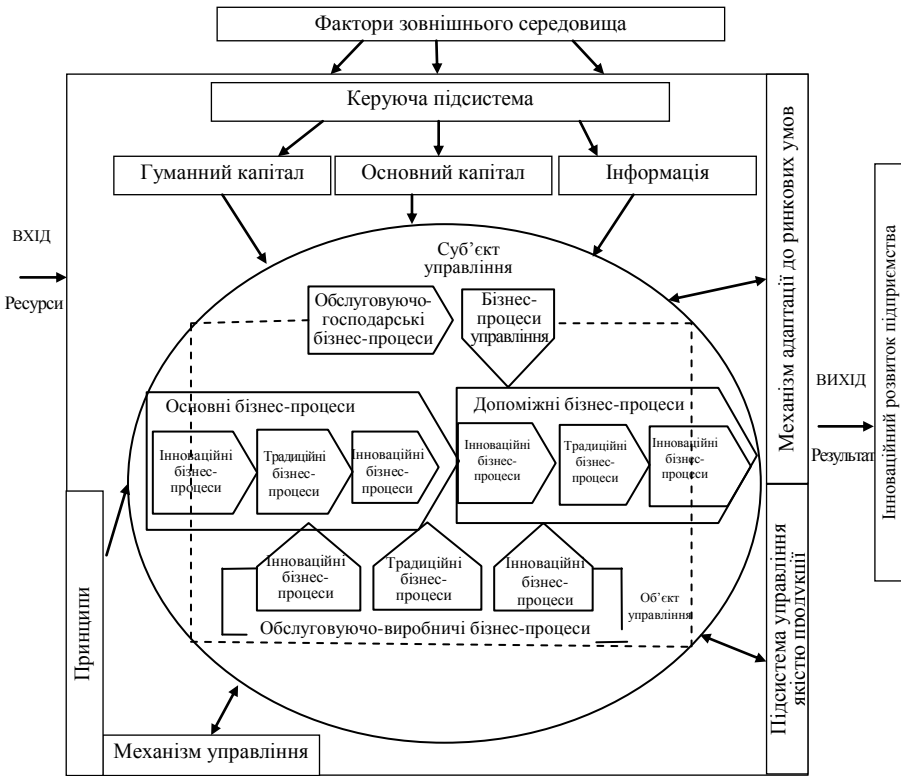 Фактори зовнішнього середовища
Керуюча підсистема
Гуманний капітал
Основний капітал
Інформація
ВХІД
Ресурси
Суб’єкт
управління
Обслуговуючо-
господарські
бізнес-процеси
Бізнес-
процеси
управління
Основні бізнес-процеси
Інноваційні
бізнес-
процеси
Традиційні
бізнес-
процеси
Інноваційні
бізнес-
процеси
Допоміжні бізнес-процеси
Інноваційні
бізнес-
процеси
Традиційні
бізнес-
процеси
Інноваційні
бізнес-
процеси
Інноваційні
бізнес-
процеси
Традиційні
бізнес-
процеси
Інноваційні
бізнес-
процеси
Об’єкт
управління
Обслуговуючо-виробничі бізнес-процеси
Принципи
Механізм управління
Механізм адаптації до ринкових умов
Підсистема управління
якістю продукції
ВИХІД
Результат
Інноваційний розвиток підприємства